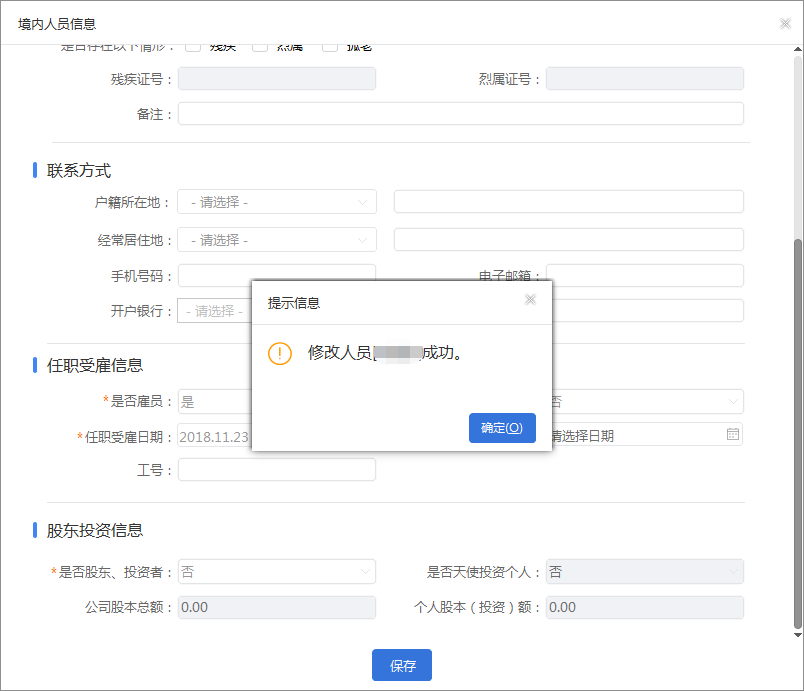 境内人员信息
是否存在以下情形： 残疾 烈属 孤老
残疾证号： 烈属证号：
备注：
联系方式
户籍所在地： - 请选择 -
经常居住地： - 请选择 -
手机号码： 电子邮箱：
开户银行： - 请选择 -
提示信息
修改人员[ ]成功。
确定(O)
任职受雇信息
*是否雇员： 是 否
*任职受雇日期： 2018.11.23 请选择日期
工号：
股东投资信息
*是否股东、投资者： 否 是否天使投资个人： 否
公司股本总额： 0.00 个人股本（投资）额： 0.00
保存